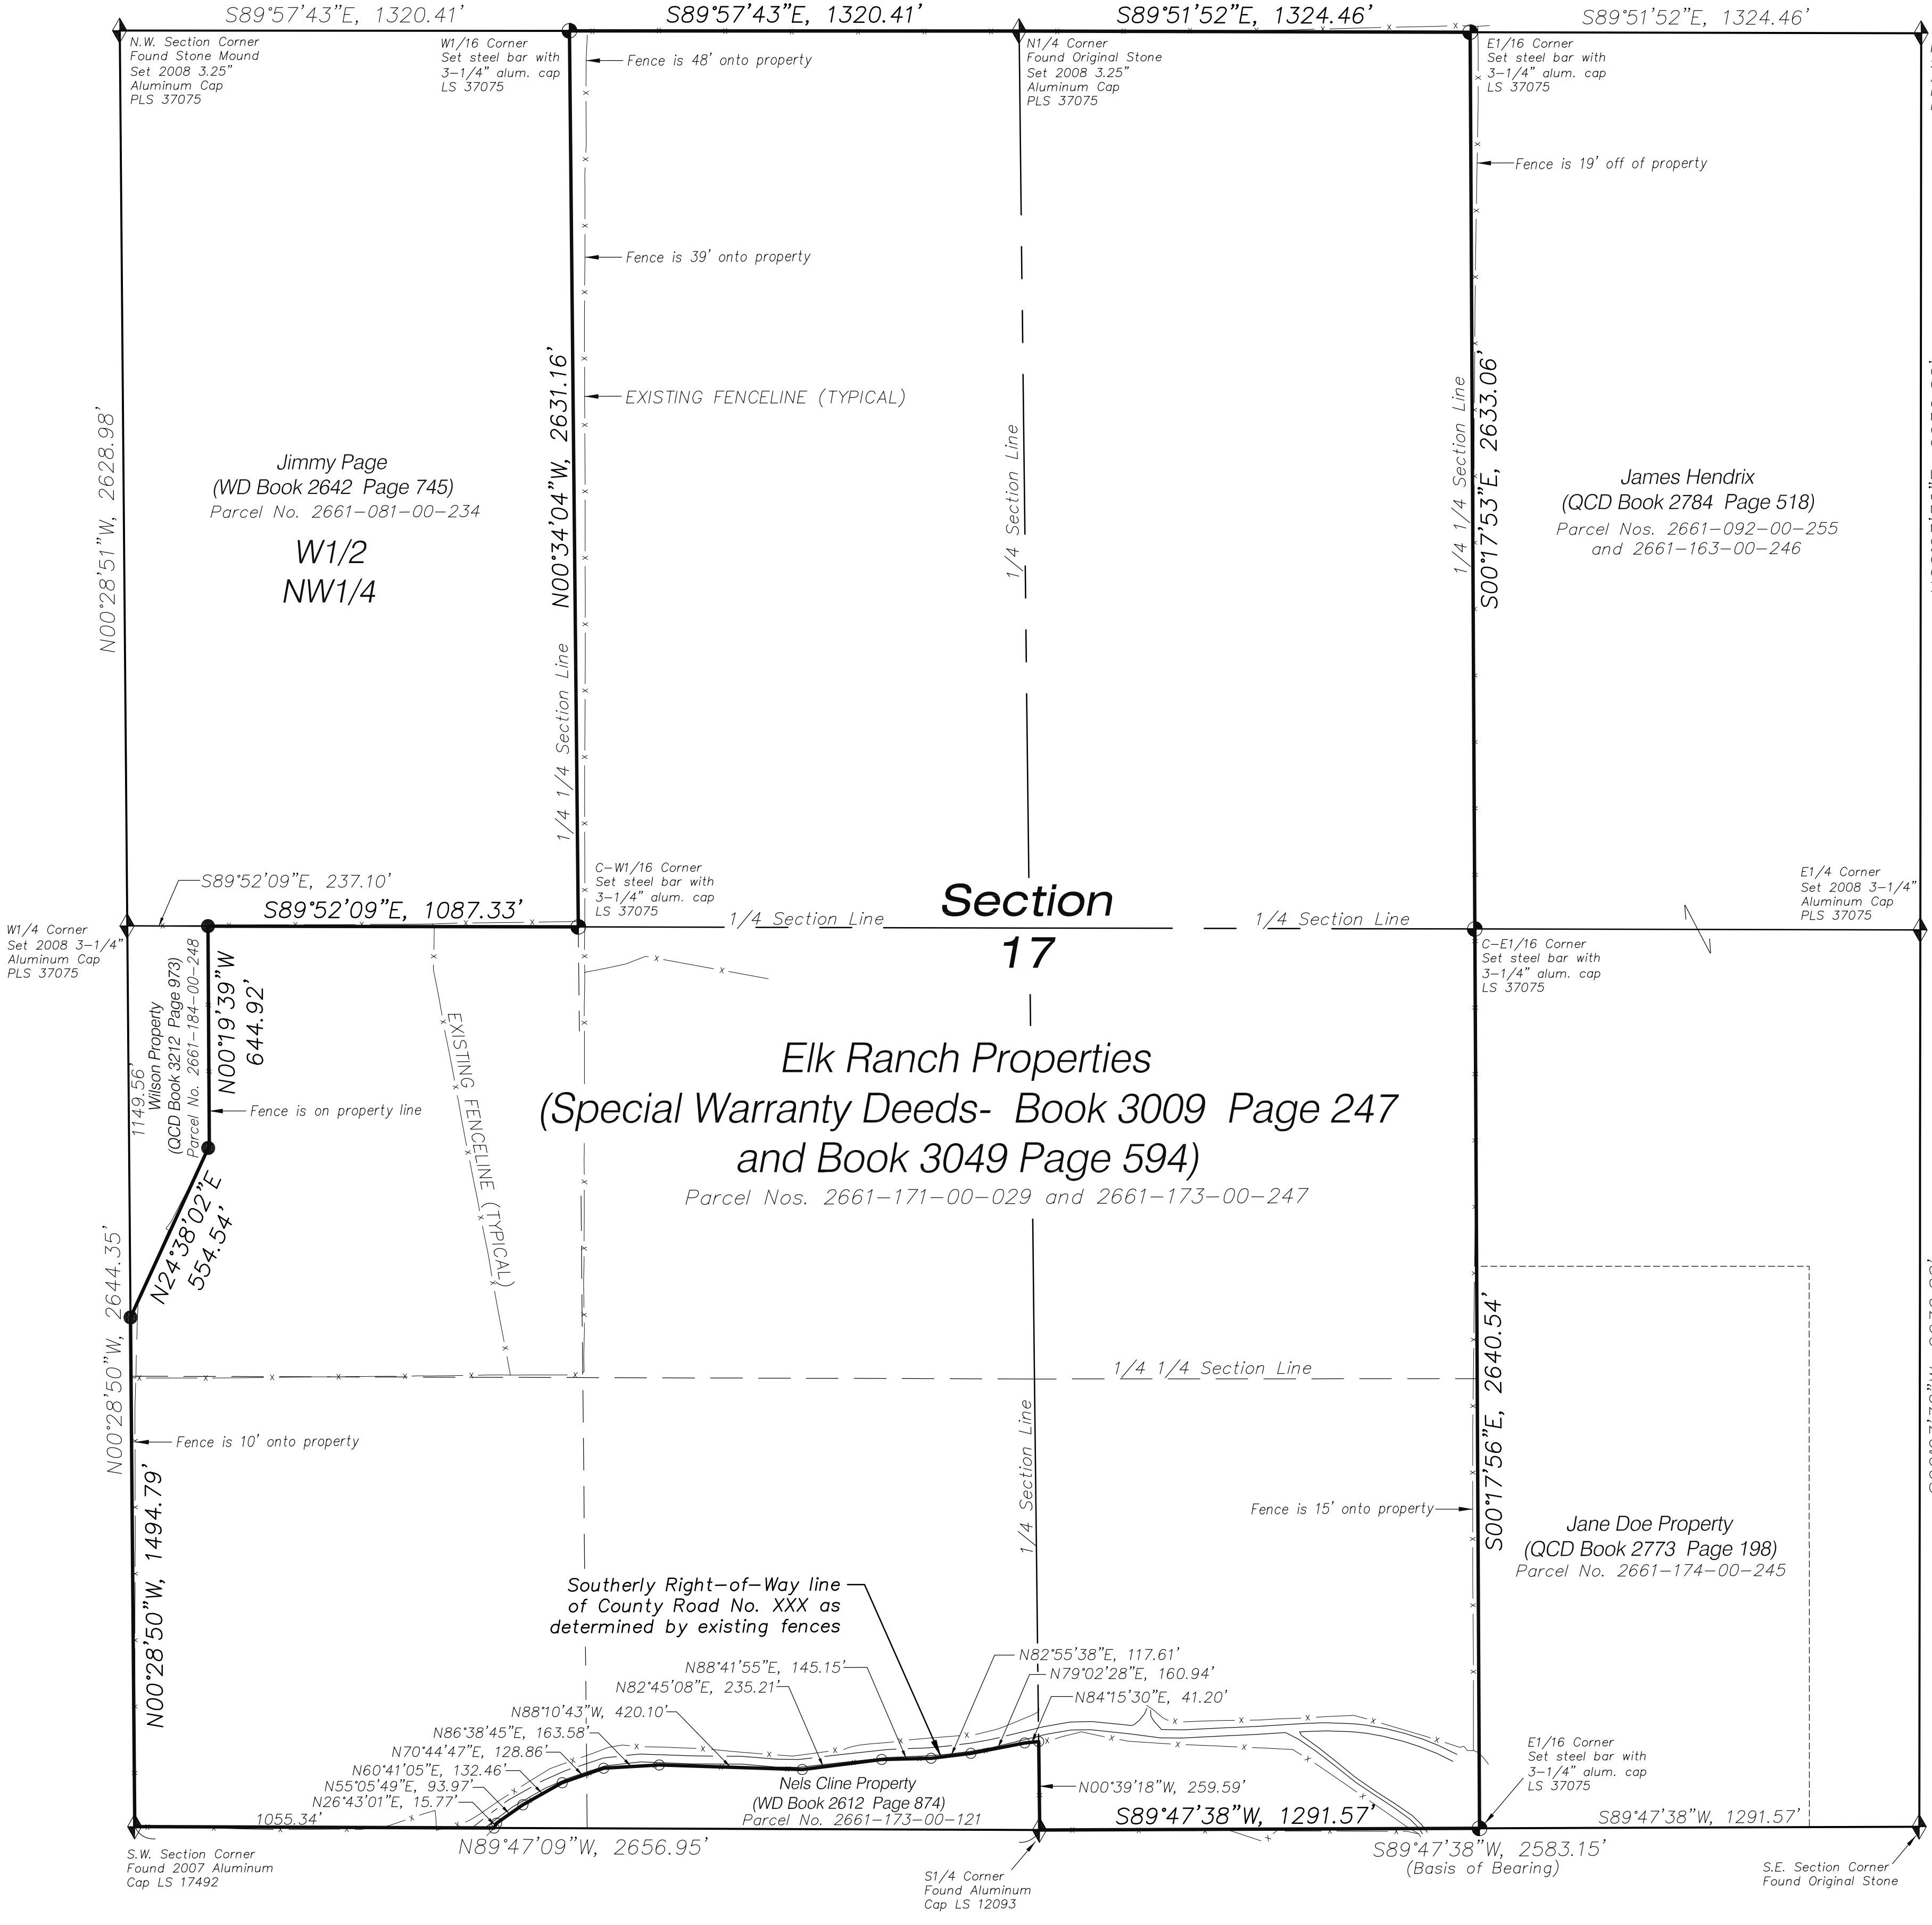 S89°57'43"E, 1320.41'
S89°57'43"E, 1320.41'
S89°51'52"E, 1324.46'
S89°51'52"E, 1324.46'
N.W. Section Corner
Found Stone Mound
Set 2008 3.25"
Aluminum Cap
PLS 37075
W1/16 Corner
Set steel bar with
3-1/4" alum. cap
LS 37075
Fence is 48' onto property
N1/4 Corner
Found Original Stone
Set 2008 3.25"
Aluminum Cap
PLS 37075
E1/16 Corner
Set steel bar with
3-1/4" alum. cap
LS 37075
Fence is 19' off of property
Fence is 39' onto property
EXISTING FENCELINE (TYPICAL)
N00°28'51"W, 2628.98'
N00°34'04"W, 2631.16'
1/4 1/4 Section Line
1/4 Section Line
1/4 1/4 Section Line
S00°17'53"E, 2633.06'
Jimmy Page
(WD Book 2642 Page 745)
Parcel No. 2661-081-00-234
W1/2
NW1/4
James Hendrix
(QCD Book 2784 Page 518)
Parcel Nos. 2661-092-00-255
and 2661-163-00-246
S89°52'09"E, 237.10'
S89°52'09"E, 1087.33'
C-W1/16 Corner
Set steel bar with
3-1/4" alum. cap
LS 37075
1/4 Section Line
Section
17
1/4 Section Line
E1/4 Corner
Set 2008 3-1/4"
Aluminum Cap
PLS 37075
W1/4 Corner
Set 2008 3-1/4"
Aluminum Cap
PLS 37075
C-E1/16 Corner
Set steel bar with
3-1/4" alum. cap
LS 37075
1149.56'
Wilson Property
(QCD Book 3212 Page 973)
Parcel No. 2661-184-00-248
N00°19'39"W
644.92'
Fence is on property line
EXISTING FENCELINE (TYPICAL)
Elk Ranch Properties
(Special Warranty Deeds- Book 3009 Page 247
and Book 3049 Page 594)
Parcel Nos. 2661-171-00-029 and 2661-173-00-247
N24°38'02"E
554.54'
N00°28'50"W, 2644.35'
1/4 1/4 Section Line
Fence is 10' onto property
N00°28'50"W, 1494.79'
1/4 Section Line
Fence is 15' onto property
S00°17'56"E, 2640.54'
Jane Doe Property
(QCD Book 2773 Page 198)
Parcel No. 2661-174-00-245
Southerly Right-of-Way line
of County Road No. XXX as
determined by existing fences
N82°55'38"E, 117.61'
N88°41'55"E, 145.15'
N79°02'28"E, 160.94'
N82°45'08"E, 235.21'
N84°15'30"E, 41.20'
N88°10'43"W, 420.10'
N86°38'45"E, 163.58'
N70°44'47"E, 128.86'
N60°41'05"E, 132.46'
N55°05'49"E, 93.97'
N26°43'01"E, 15.77'
1055.34'
Nels Cline Property
(WD Book 2612 Page 874)
Parcel No. 2661-173-00-121
N00°39'18"W, 259.59'
E1/16 Corner
Set steel bar with
3-1/4" alum. cap
LS 37075
S89°47'38"W, 1291.57'
S89°47'38"W, 1291.57'
N89°47'09"W, 2656.95'
S89°47'38"W, 2583.15'
(Basis of Bearing)
S.W. Section Corner
Found 2007 Aluminum
Cap LS 17492
S1/4 Corner
Found Aluminum
Cap LS 12093
S.E. Section Corner
Found Original Stone